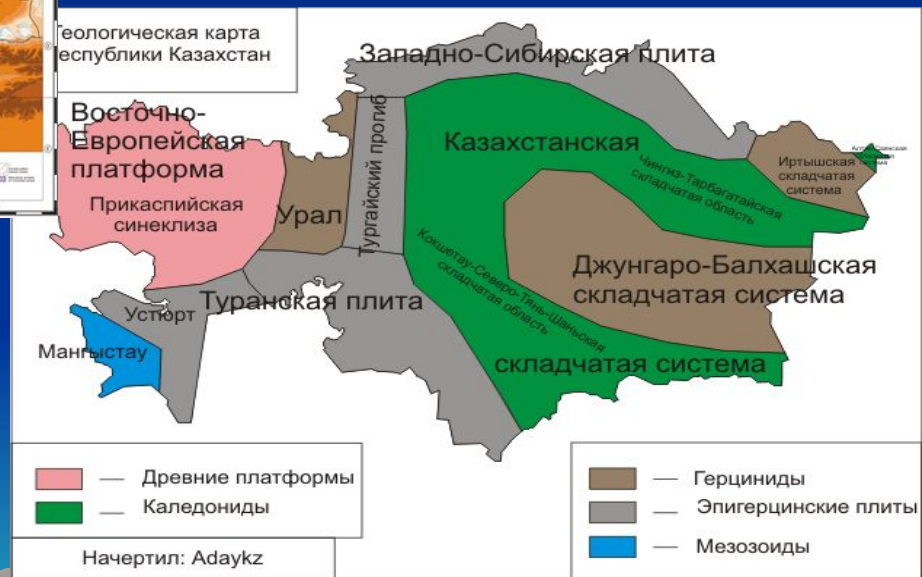 Геологическая карта
еспублики Казахстан
Западно-Сибирская плита
Восточно-
Европейская
платформа
Прикаспийская
синеклиза
Урал
Тургайский прогиб
Казахстанская
Чингиз-Тарбагатайская
складчатая область
Иртышская
складчатая
система
Кокшетау-Северо-Тянь-Шаньская
складчатая область
Джунгаро-Балхашская
складчатая система
Туранская плита
Устюрт
Мангыстау
складчатая система
Древние платформы
Каледониды
Герциниды
Эпигерцинские плиты
Мезозоиды
Начертил: Adaykz